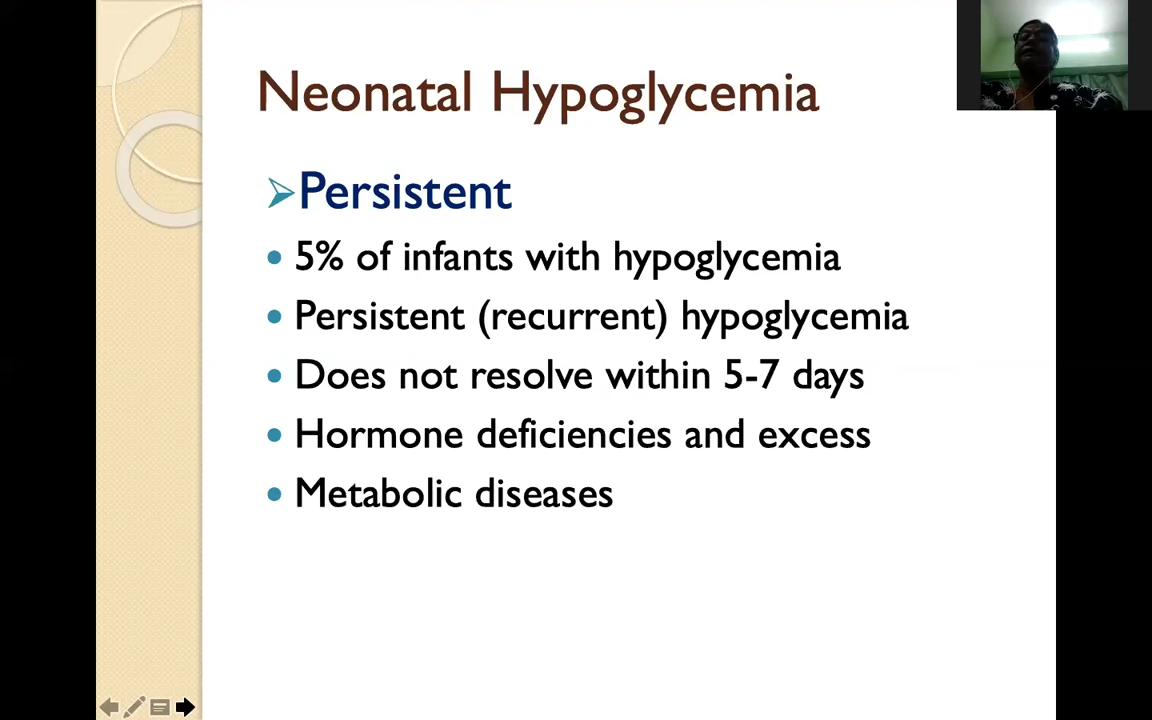 Neonatal Hypoglycemia
Persistent
5% of infants with hypoglycemia
Persistent (recurrent) hypoglycemia
Does not resolve within 5-7 days
Hormone deficiencies and excess
Metabolic diseases